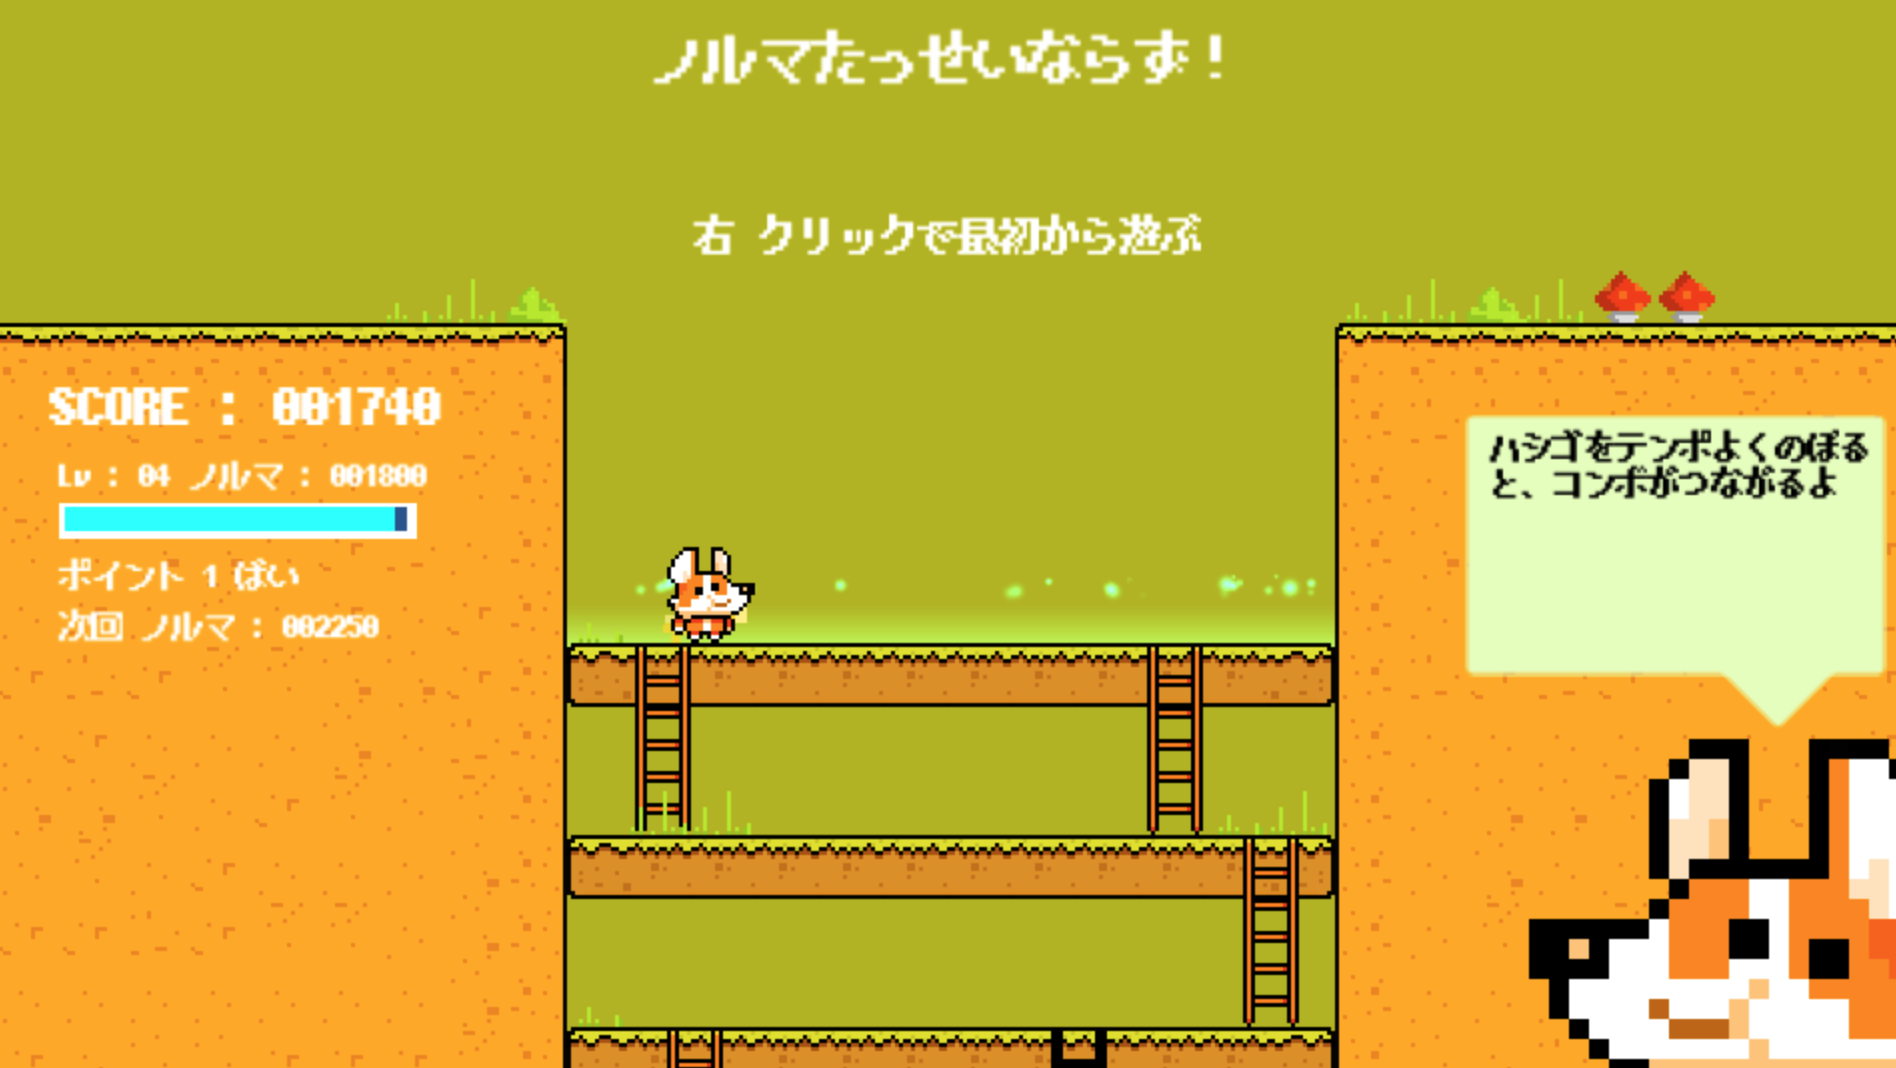 ノルマたっせいならず！
右 クリックで最初から遊ぶ
SCORE : 001740
Lv : 04 ノルマ : 001800
ポイント 1 ばい
次回 ノルマ : 002250
ハシゴをテンポよくのぼる
と、コンボがつながるよ